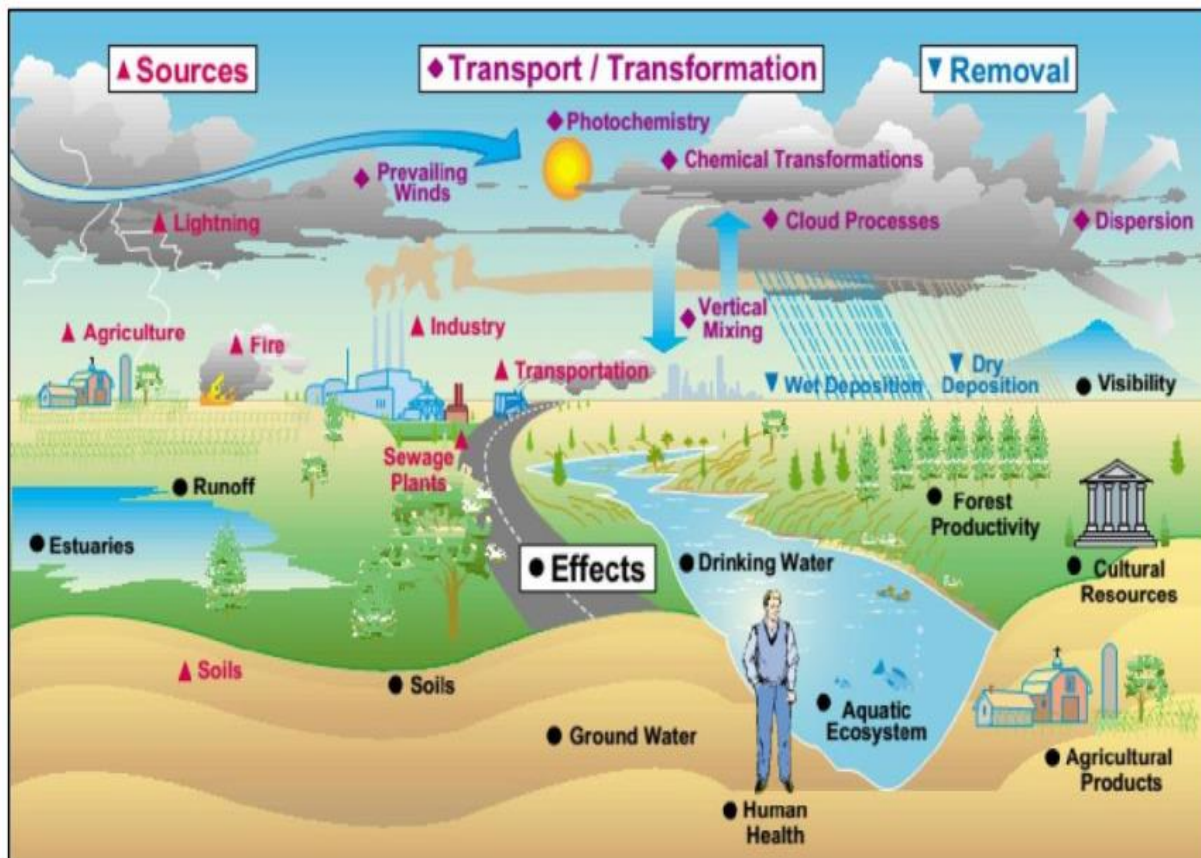 Sources
Transport / Transformation
Removal
Photochemistry
Prevailing
Winds
Chemical Transformations
Lightning
Cloud Processes
Dispersion
Agriculture
Fire
Industry
Vertical
Mixing
Transportation
Wet Deposition
Dry
Deposition
Visibility
Sewage
Plants
Runoff
Forest
Productivity
Estuaries
Effects
Drinking Water
Cultural
Resources
Soils
Soils
Ground Water
Aquatic
Ecosystem
Agricultural
Products
Human
Health